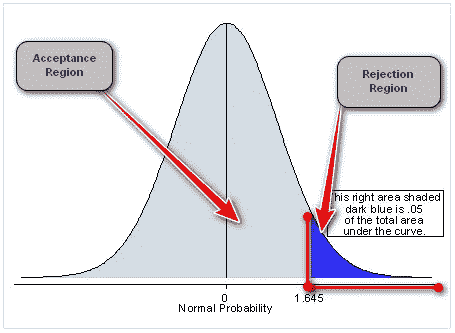 Acceptance
Region
Rejection
Region
his right area shaded
dark blue is .05
of the total area
under the curve.
0
1.645
Normal Probability